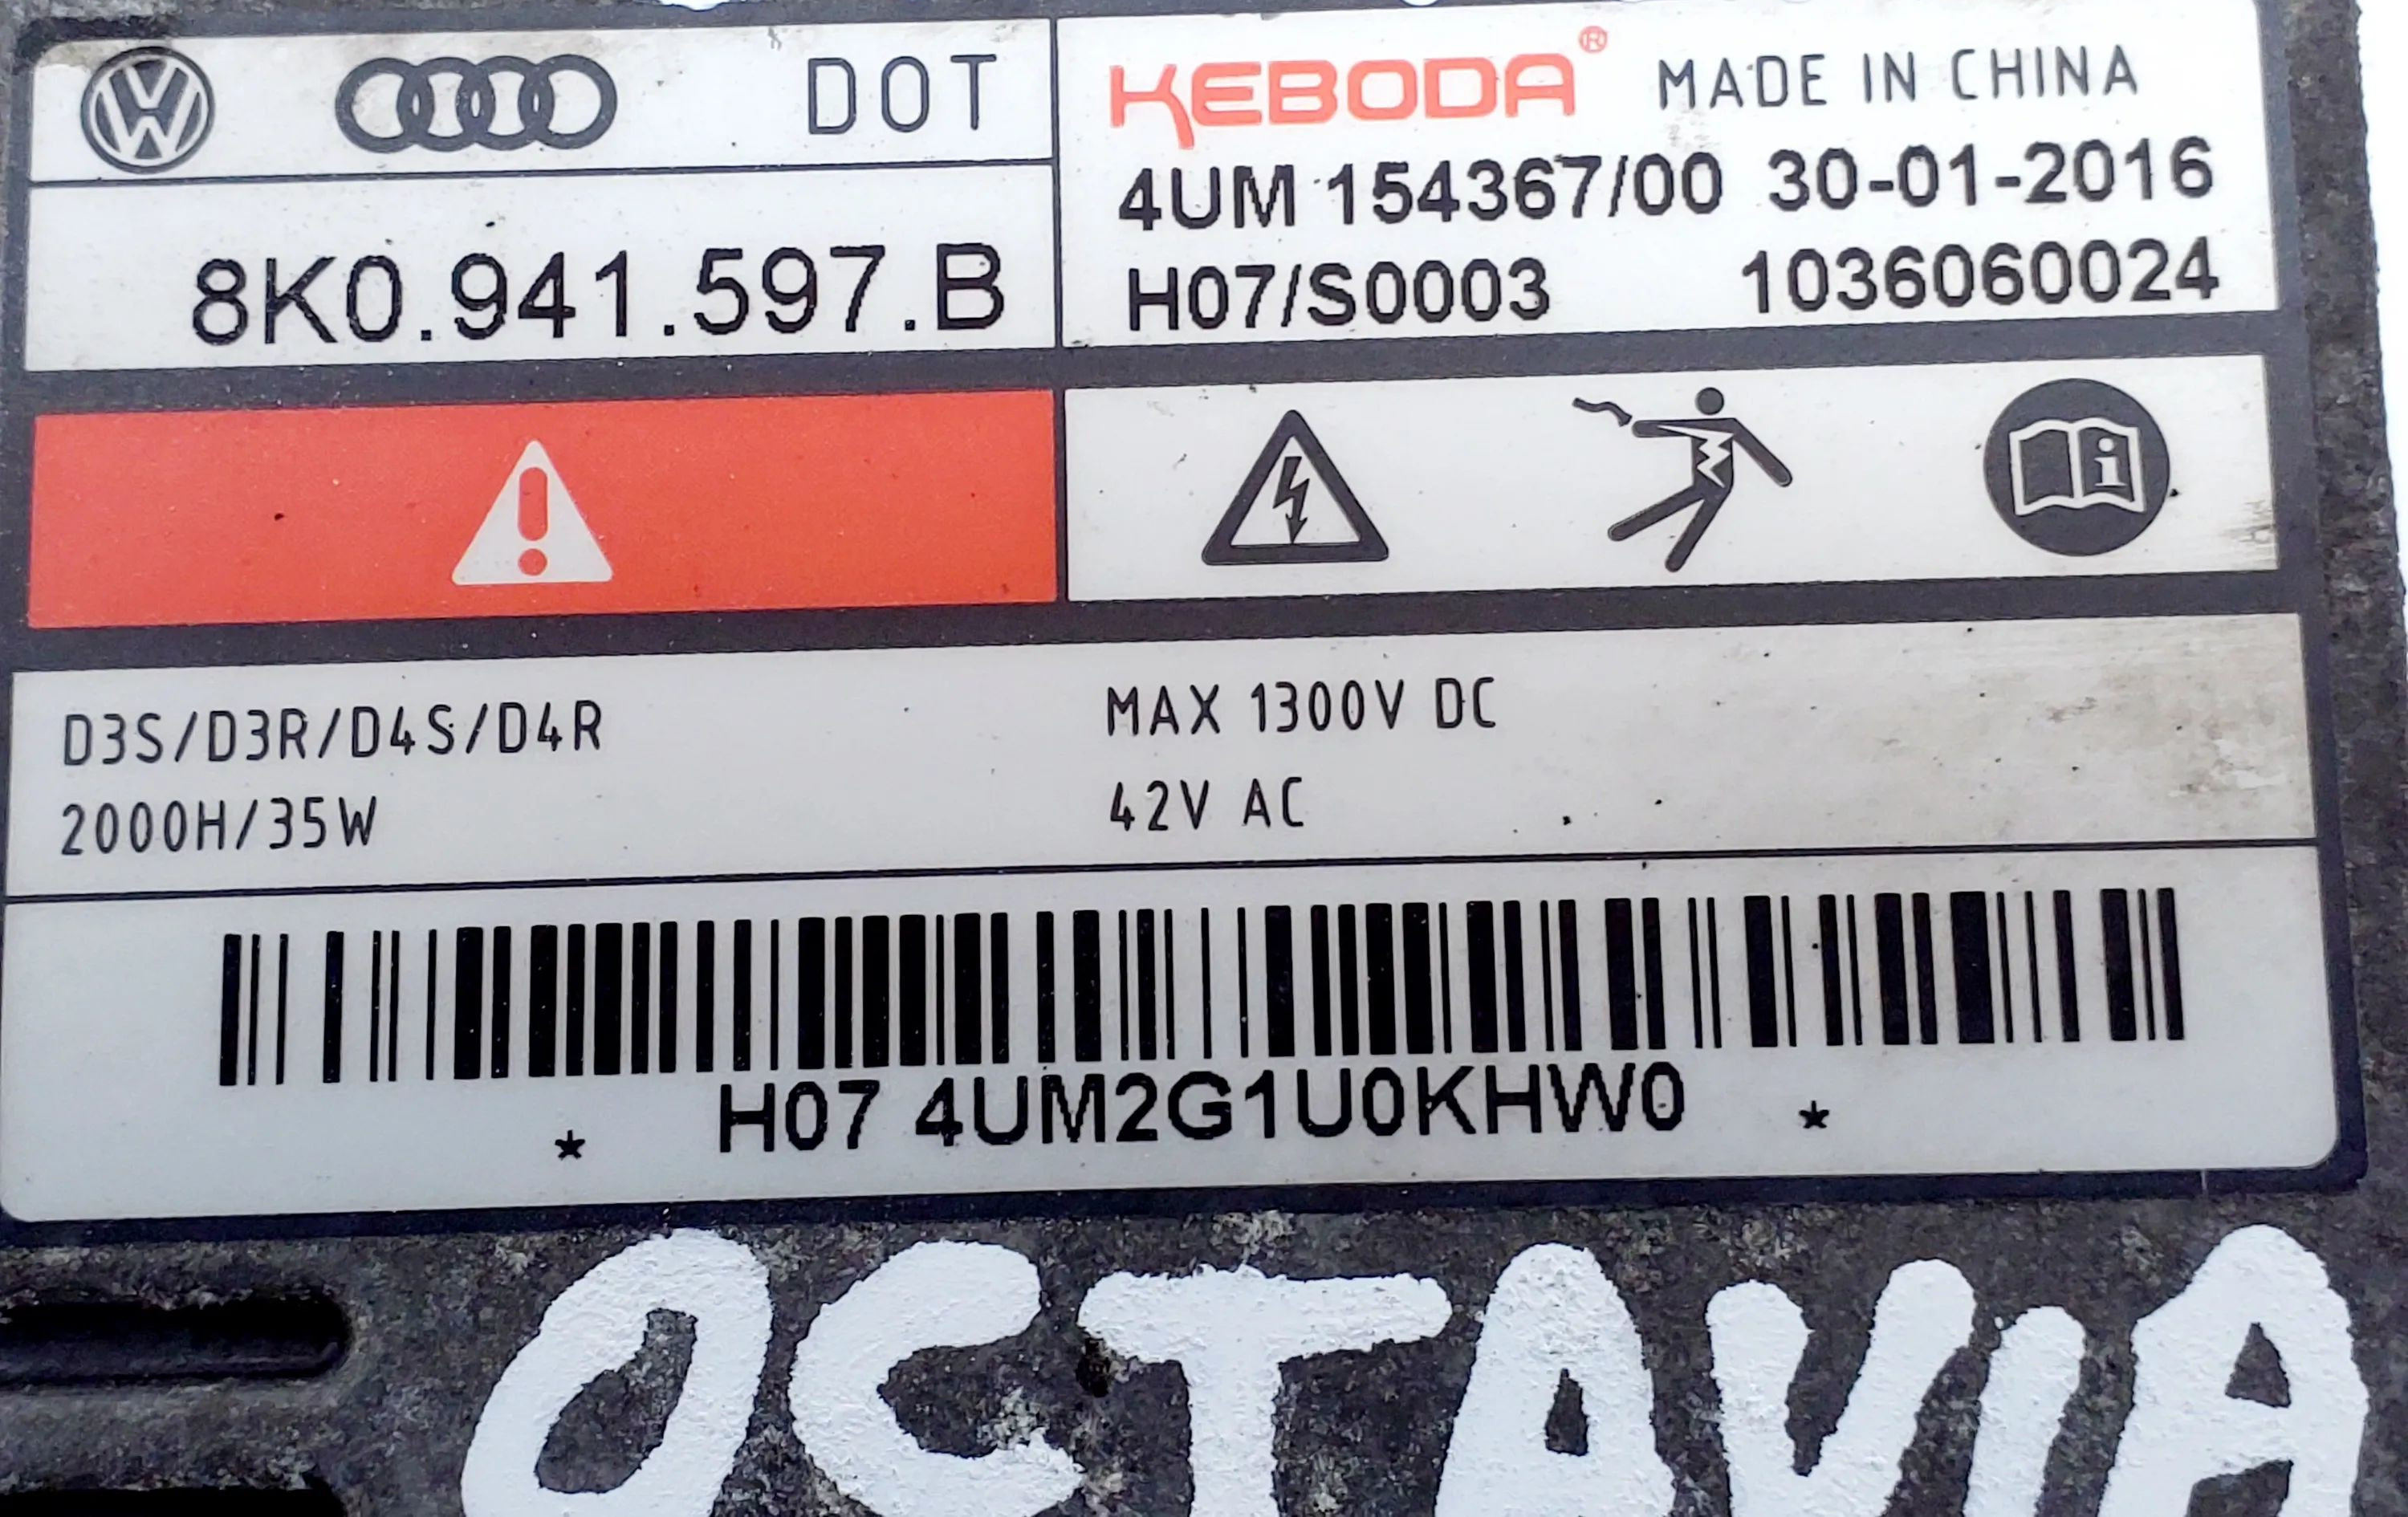 DOT
8K0.941.597.B
KEBODA® MADE IN CHINA
4UM 154367/00 30-01-2016
H07/S0003 1036060024
D3S/D3R/D4S/D4R
2000H/35W
MAX 1300V DC
42V AC
* H07 4UM2G1U0KHW0 *
OCTAVIA